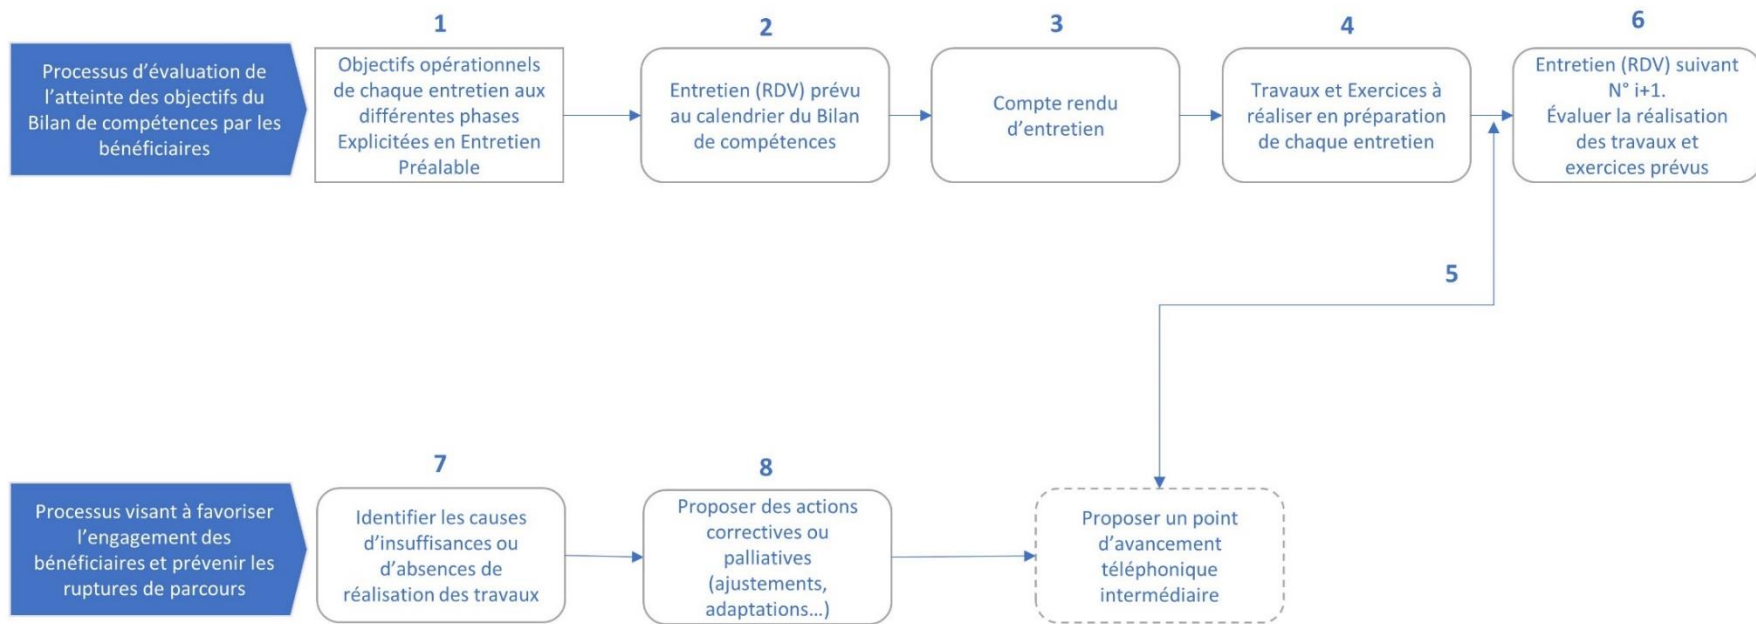 1
2
3
4
6
Processus d'évaluation de
l'atteinte des objectifs du
Bilan de compétences par les
bénéficiaires
Objectifs opérationnels
de chaque entretien aux
différentes phases
Explicitées en Entretien
Préalable
Entretien (RDV) prévu
au calendrier du Bilan
de compétences
Compte rendu
d'entretien
Travaux et Exercices à
réaliser en préparation
de chaque entretien
Entretien (RDV) suivant
N° i+1.
Évaluer la réalisation
des travaux et
exercices prévus
5
7
8
Processus visant à favoriser
l'engagement des
bénéficiaires et prévenir les
ruptures de parcours
Identifier les causes
d'insuffisances ou
d'absences de
réalisation des travaux
Proposer des actions
correctives ou
palliatives
(ajustements,
adaptations…)
Proposer un point
d'avancement
téléphonique
intermédiaire